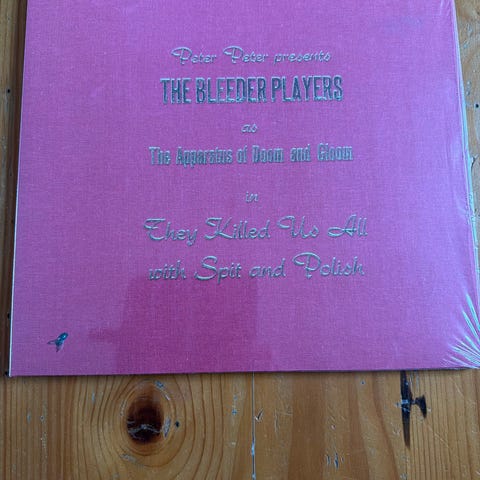 Peter Peter presents
THE BLEEDER PLAYERS
as
The Apparatus of Doom and Gloom
in
They Killed Us All
with Spit and Polish